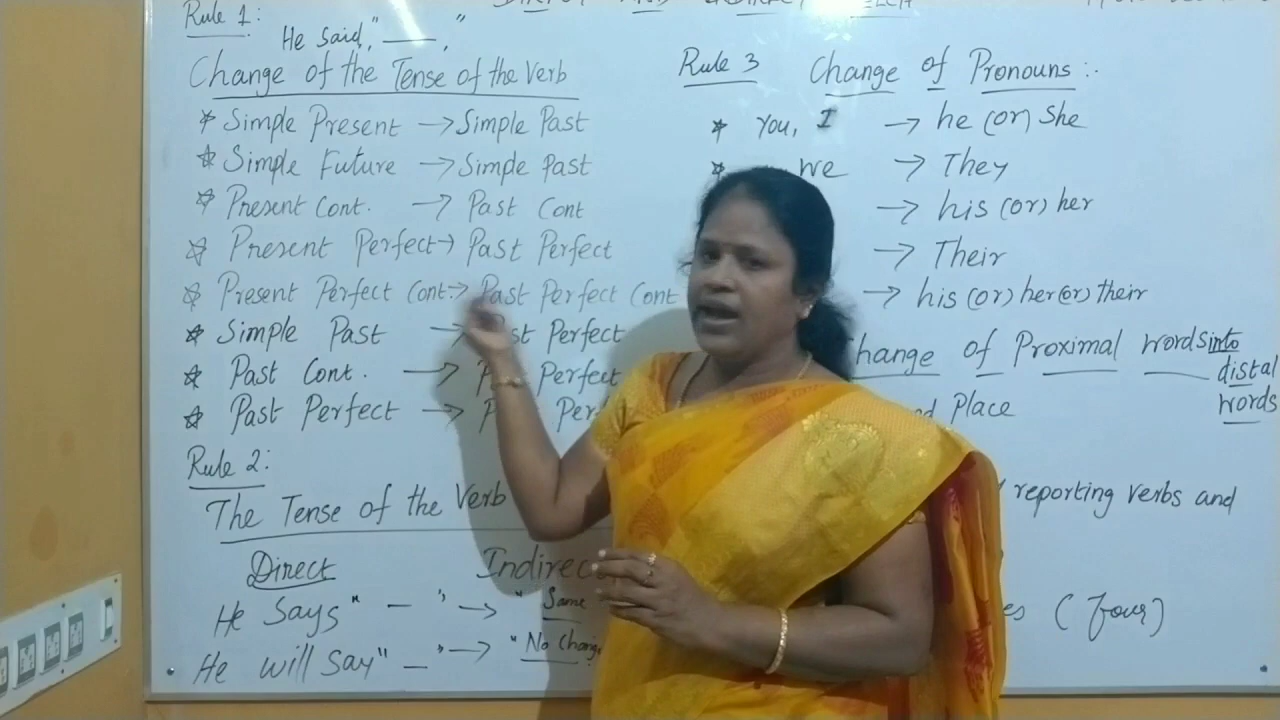 Rule 1:
He said, " ——— , "
Change of the Tense of the Verb
* Simple Present → Simple Past
* Simple Future → Simple Past
* Present Cont. → Past Cont
* Present Perfect → Past Perfect
* Present Perfect Cont. → Past Perfect Cont
* Simple Past → Past Perfect
* Past Cont. → Perfect
* Past Perfect →
Rule 2:
The Tense of the Verb
Direct
He Says " — " → " Same
He will Say " — " → " No Change
Rule 3 Change of Pronouns :-
* You, I → he (or) She
* We → They
→ his (or) her
→ Their
→ his (or) her (or) their
of Proximal words into
distal
words
Place
reporting verbs and
(four)